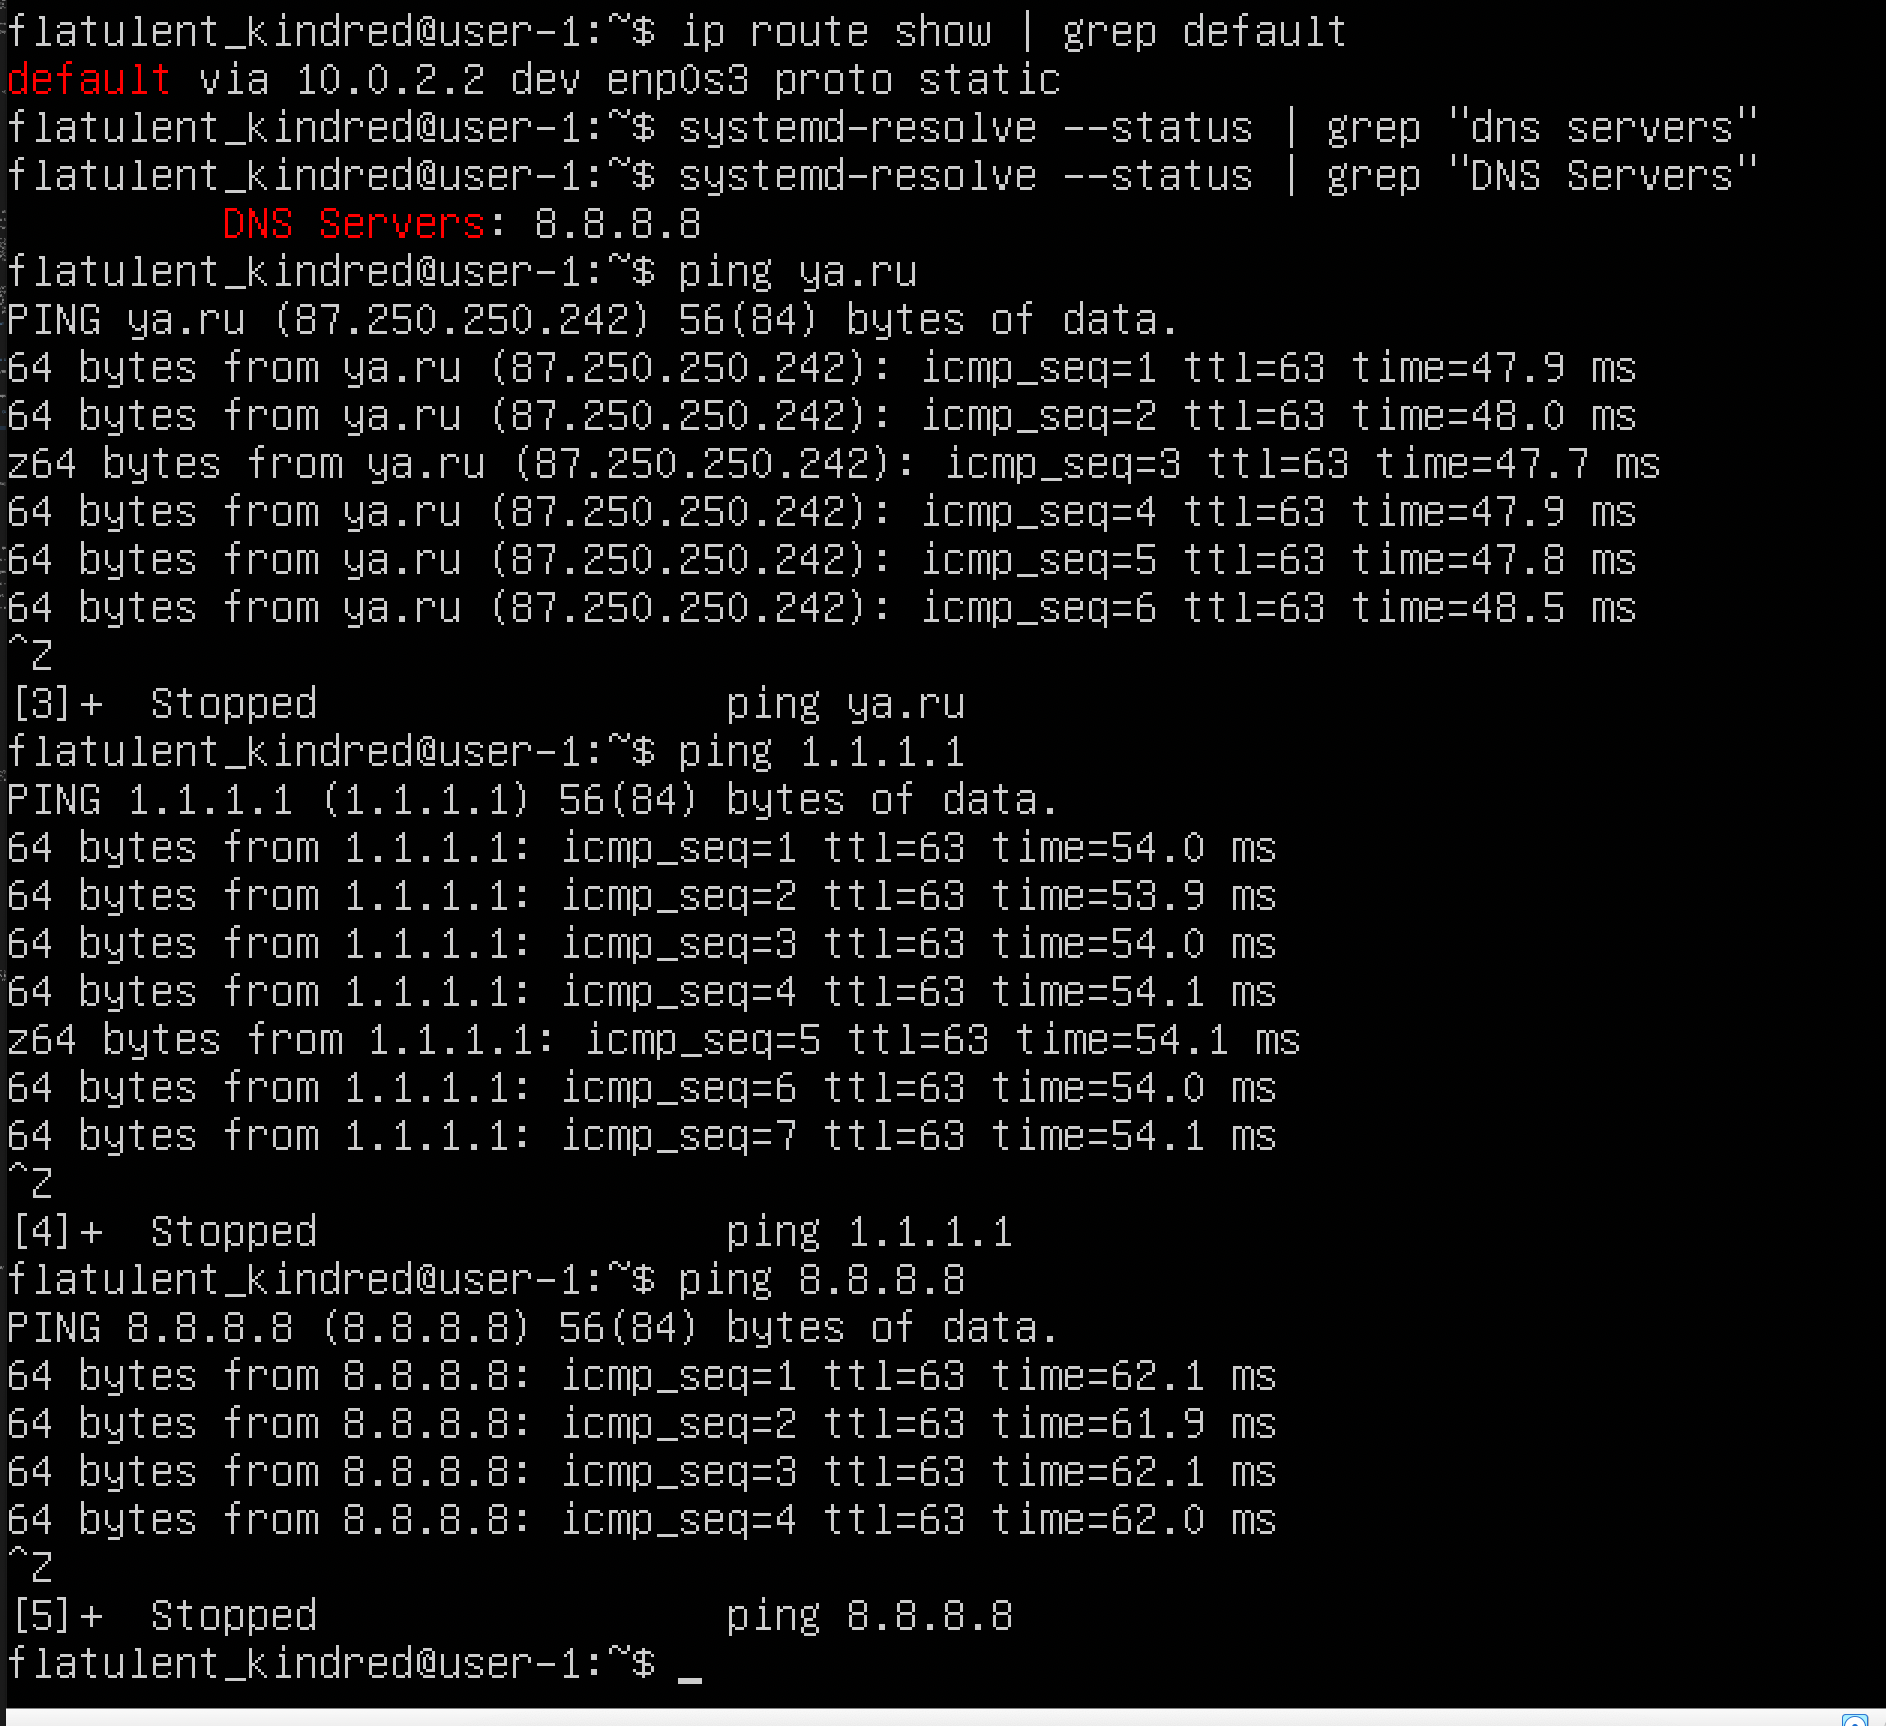 flatulent_kindred@user-1:~$ ip route show | grep default
default via 10.0.2.2 dev enp0s3 proto static
flatulent_kindred@user-1:~$ systemd-resolve --status | grep "dns servers"
flatulent_kindred@user-1:~$ systemd-resolve --status | grep "DNS Servers"
         DNS Servers: 8.8.8.8
flatulent_kindred@user-1:~$ ping ya.ru
PING ya.ru (87.250.250.242) 56(84) bytes of data.
64 bytes from ya.ru (87.250.250.242): icmp_seq=1 ttl=63 time=47.9 ms
64 bytes from ya.ru (87.250.250.242): icmp_seq=2 ttl=63 time=48.0 ms
z64 bytes from ya.ru (87.250.250.242): icmp_seq=3 ttl=63 time=47.7 ms
64 bytes from ya.ru (87.250.250.242): icmp_seq=4 ttl=63 time=47.9 ms
64 bytes from ya.ru (87.250.250.242): icmp_seq=5 ttl=63 time=47.8 ms
64 bytes from ya.ru (87.250.250.242): icmp_seq=6 ttl=63 time=48.5 ms
^Z
[3]+  Stopped                 ping ya.ru
flatulent_kindred@user-1:~$ ping 1.1.1.1
PING 1.1.1.1 (1.1.1.1) 56(84) bytes of data.
64 bytes from 1.1.1.1: icmp_seq=1 ttl=63 time=54.0 ms
64 bytes from 1.1.1.1: icmp_seq=2 ttl=63 time=53.9 ms
64 bytes from 1.1.1.1: icmp_seq=3 ttl=63 time=54.0 ms
64 bytes from 1.1.1.1: icmp_seq=4 ttl=63 time=54.1 ms
z64 bytes from 1.1.1.1: icmp_seq=5 ttl=63 time=54.1 ms
64 bytes from 1.1.1.1: icmp_seq=6 ttl=63 time=54.0 ms
64 bytes from 1.1.1.1: icmp_seq=7 ttl=63 time=54.1 ms
^Z
[4]+  Stopped                 ping 1.1.1.1
flatulent_kindred@user-1:~$ ping 8.8.8.8
PING 8.8.8.8 (8.8.8.8) 56(84) bytes of data.
64 bytes from 8.8.8.8: icmp_seq=1 ttl=63 time=62.1 ms
64 bytes from 8.8.8.8: icmp_seq=2 ttl=63 time=61.9 ms
64 bytes from 8.8.8.8: icmp_seq=3 ttl=63 time=62.1 ms
64 bytes from 8.8.8.8: icmp_seq=4 ttl=63 time=62.0 ms
^Z
[5]+  Stopped                 ping 8.8.8.8
flatulent_kindred@user-1:~$ _